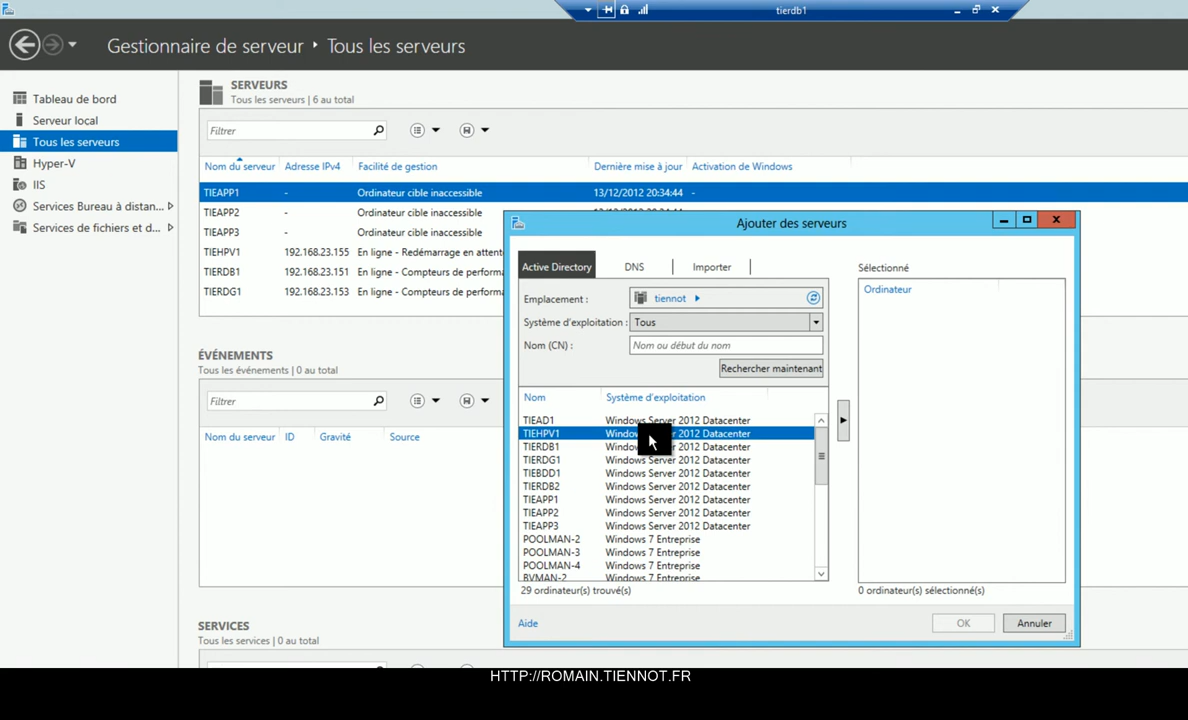 tierdb1
Gestionnaire de serveur ‣ Tous les serveurs
Tableau de bord
Serveur local
Tous les serveurs
Hyper-V
IIS
Services Bureau à distan...
Services de fichiers et d...
SERVEURS
Tous les serveurs | 6 au total
Filtrer
Nom du serveur Adresse IPv4 Facilité de gestion Dernière mise à jour Activation de Windows
TIEAPP1 - Ordinateur cible inaccessible 13/12/2012 20:34:44 -
TIEAPP2 - Ordinateur cible inaccessible
TIEAPP3 - Ordinateur cible inaccessible
TIEHPV1 192.168.23.155 En ligne - Redémarrage en attent
TIERDB1 192.168.23.151 En ligne - Compteurs de performa
TIERDG1 192.168.23.153 En ligne - Compteurs de performa
ÉVÉNEMENTS
Tous les événements | 0 au total
Filtrer
Nom du serveur ID Gravité Source
SERVICES
Tous les services | 0 au total
Ajouter des serveurs
Active Directory DNS Importer
Emplacement : tiennot
Système d'exploitation : Tous
Nom (CN) : Nom ou début du nom
Rechercher maintenant
Nom Système d'exploitation
TIEAD1 Windows Server 2012 Datacenter
TIEHPV1 Windows Server 2012 Datacenter
TIERDB1 Windows Server 2012 Datacenter
TIERDG1 Windows Server 2012 Datacenter
TIEBDD1 Windows Server 2012 Datacenter
TIERDB2 Windows Server 2012 Datacenter
TIEAPP1 Windows Server 2012 Datacenter
TIEAPP2 Windows Server 2012 Datacenter
TIEAPP3 Windows Server 2012 Datacenter
POOLMAN-2 Windows 7 Entreprise
POOLMAN-3 Windows 7 Entreprise
POOLMAN-4 Windows 7 Entreprise
BVMAN-2 Windows 7 Entreprise
29 ordinateur(s) trouvé(s)
Sélectionné
Ordinateur
0 ordinateur(s) sélectionné(s)
Aide
OK Annuler
HTTP://ROMAIN.TIENNOT.FR